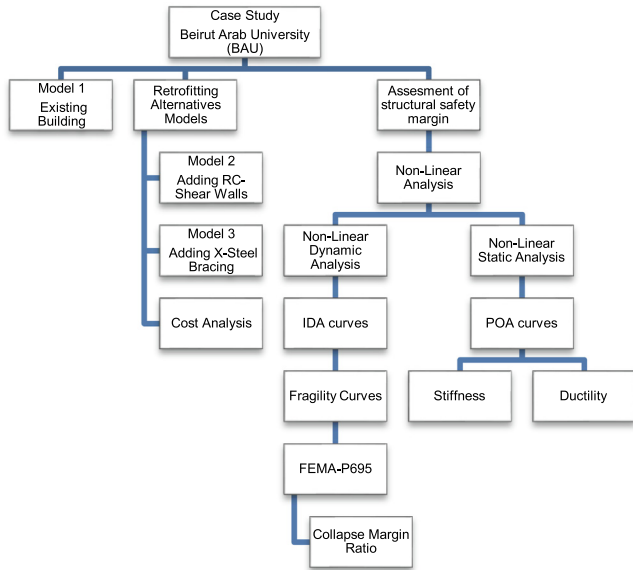 Case Study
Beirut Arab University
(BAU)
Model 1
Existing
Building
Retrofitting
Alternatives
Models
Assesment of
structural safety
margin
Model 2
Adding RC-
Shear Walls
Non-Linear
Analysis
Model 3
Adding X-Steel
Bracing
Non-Linear
Dynamic
Analysis
Non-Linear
Static Analysis
Cost Analysis
IDA curves
POA curves
Fragility Curves
Stiffness
Ductility
FEMA-P695
Collapse Margin
Ratio